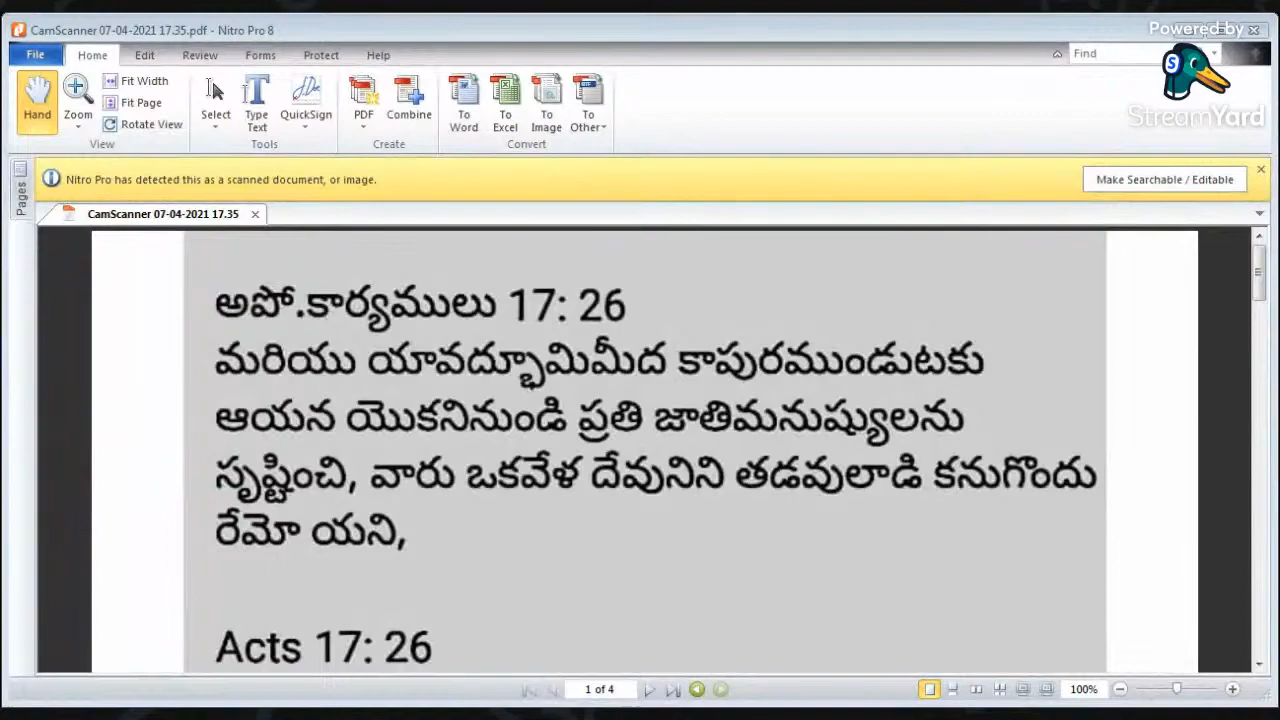 CamScanner 07-04-2021 17.35.pdf - Nitro Pro 8
Powered by
StreamYard
File Home Edit Review Forms Protect Help Find
Hand Zoom Fit Width Fit Page Rotate View Select Type Text QuickSign PDF Combine To Word To Excel To Image To Other
View Tools Create Convert
Nitro Pro has detected this as a scanned document, or image. Make Searchable / Editable
Pages
CamScanner 07-04-2021 17.35
అపో.కార్యములు 17: 26
మరియు యావద్భూమిమీద కాపురముండుటకు
ఆయన యొకనినుండి ప్రతి జాతిమనుష్యులను
సృష్టించి, వారు ఒకవేళ దేవునిని తడవులాడి కనుగొందు
రేమో యని,
Acts 17: 26
1 of 4 100%